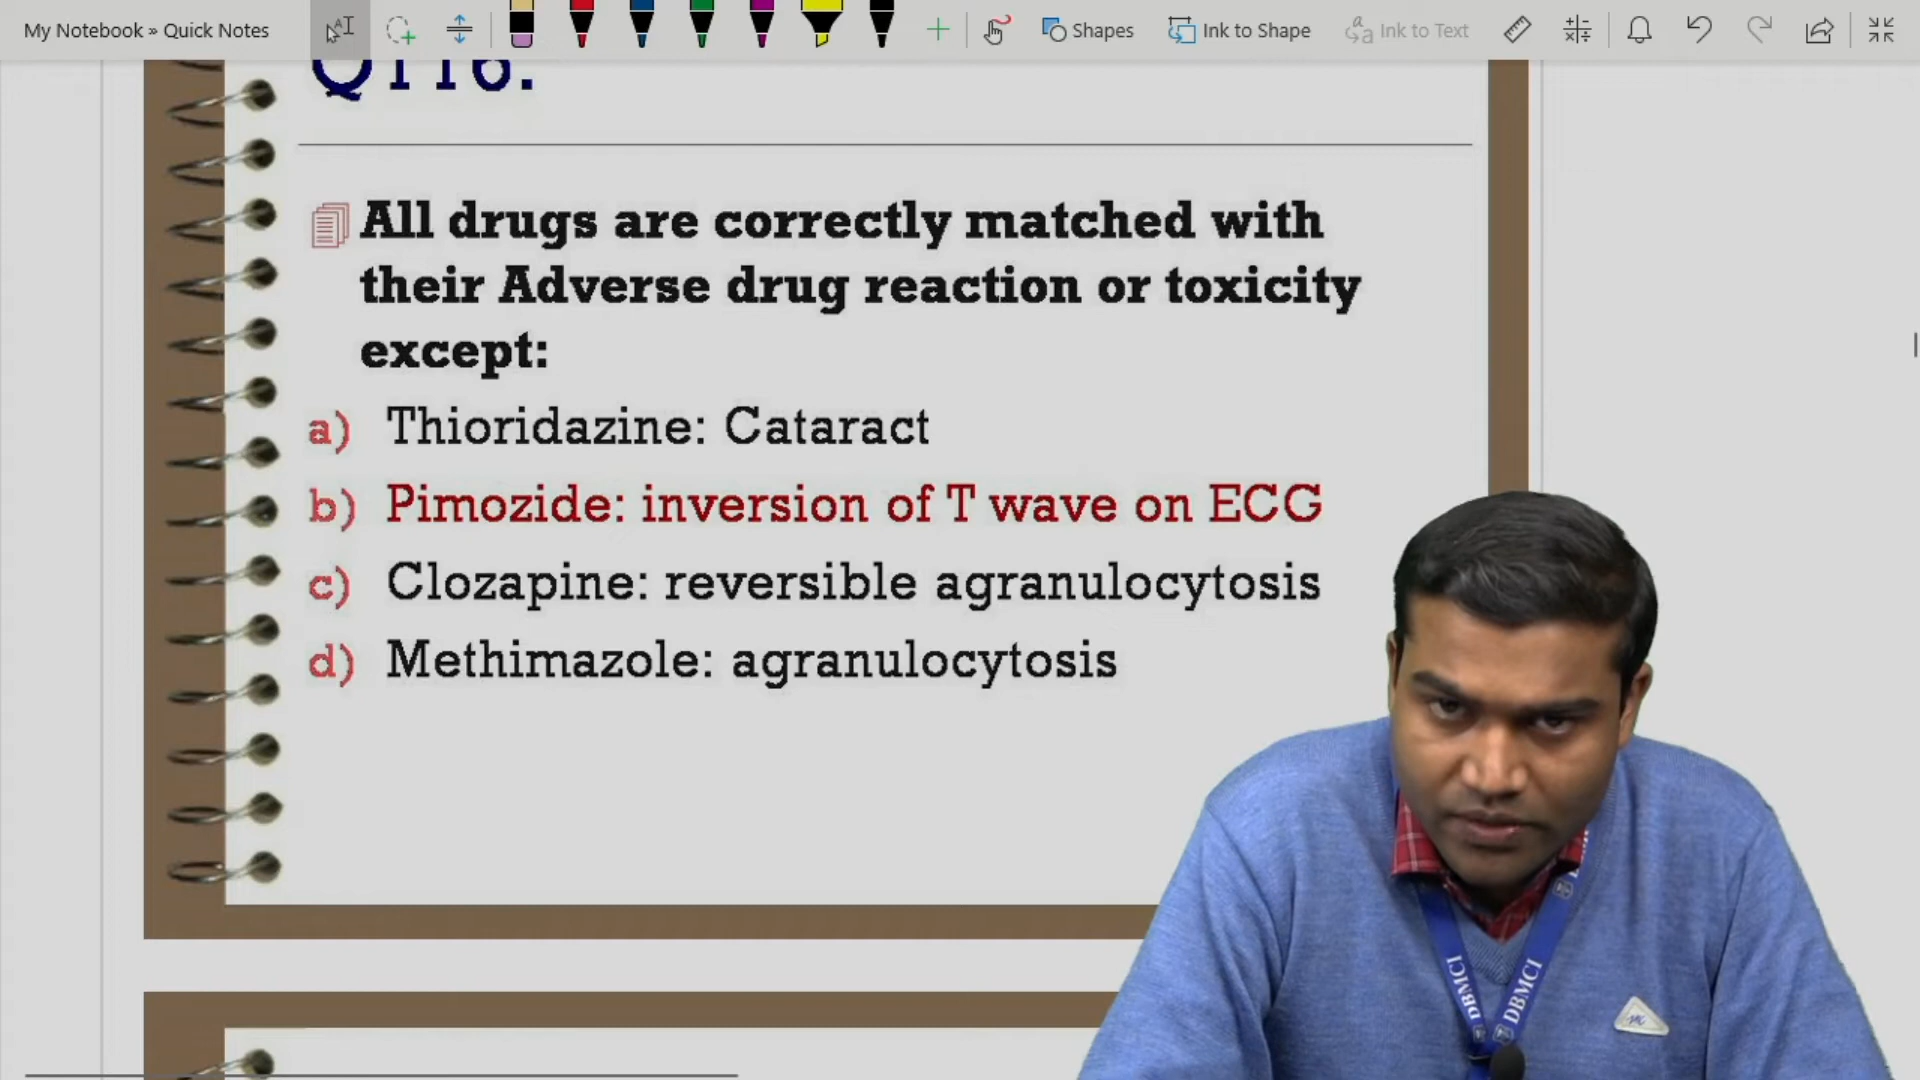 My Notebook » Quick Notes
Shapes
Ink to Shape
Ink to Text
Q116.
All drugs are correctly matched with
their Adverse drug reaction or toxicity
except:
a) Thioridazine: Cataract
b) Pimozide: inversion of T wave on ECG
c) Clozapine: reversible agranulocytosis
d) Methimazole: agranulocytosis
DBMCI
DBMCI